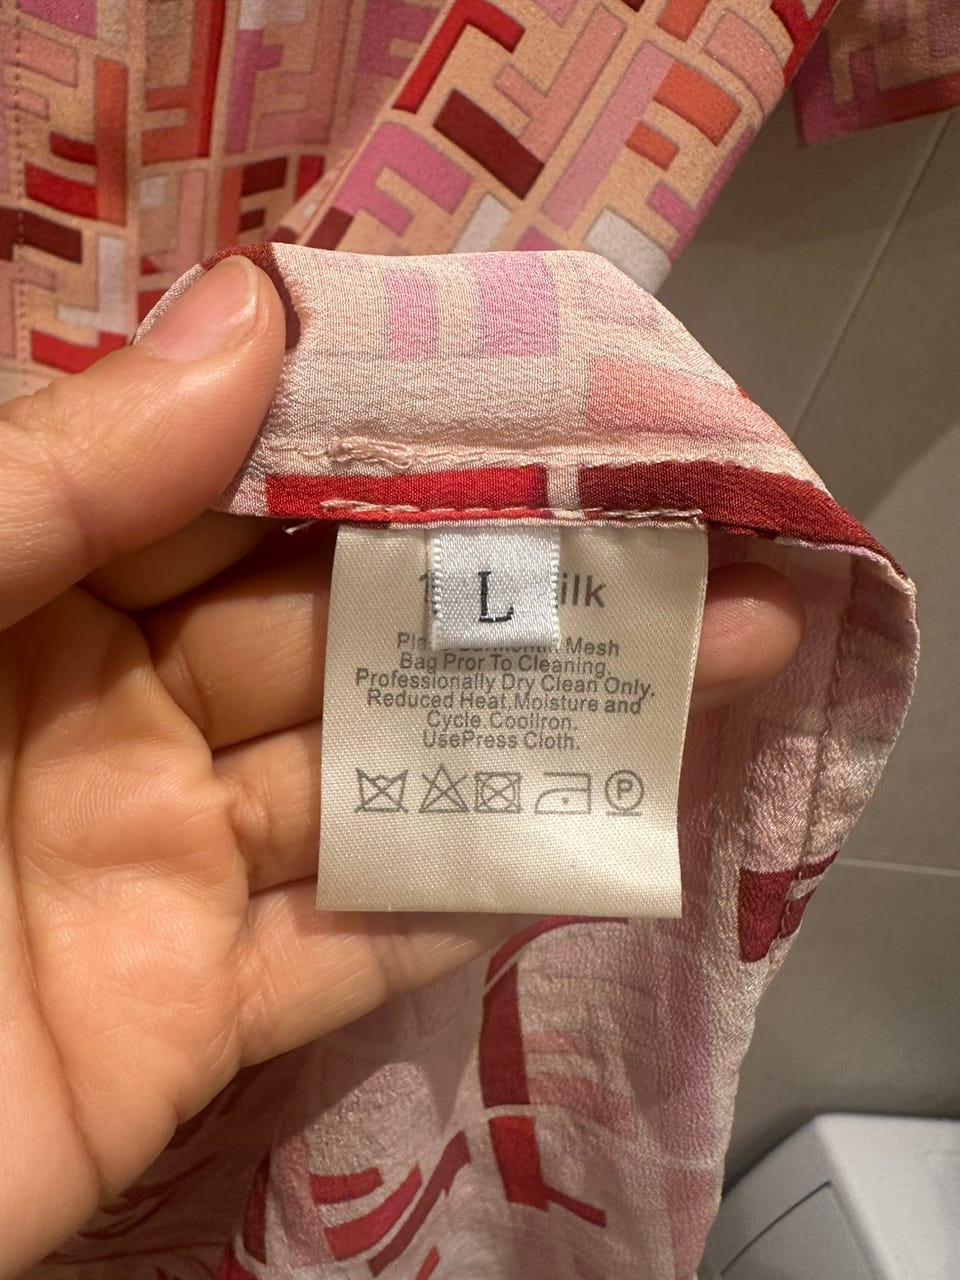 L
ilk
Mesh
Bag Pror To Cleaning.
Professionally Dry Clean Only.
Reduced Heat,Moisture and
Cycle.CoolIron.
UsePress Cloth.
P